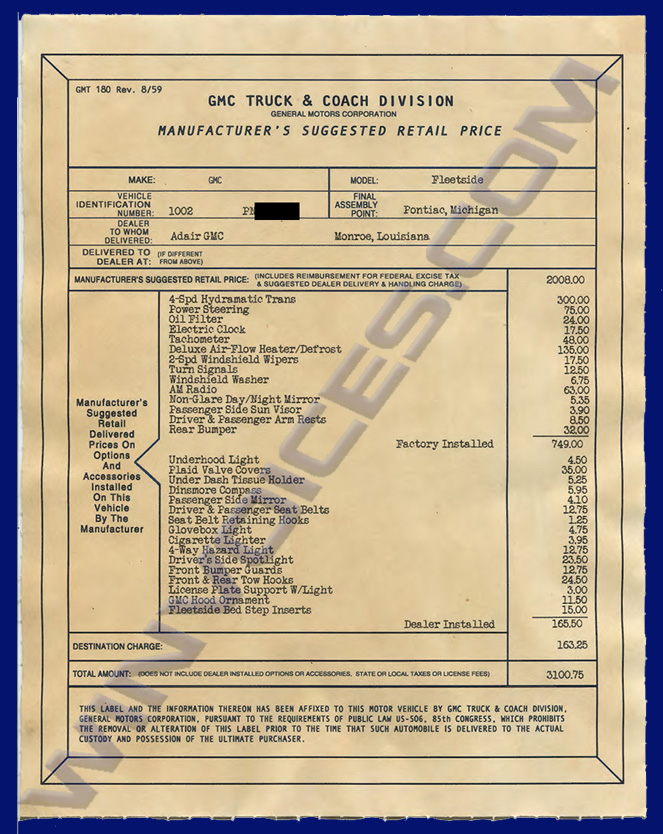 GMT 180 Rev. 8/59
GMC TRUCK & COACH DIVISION
GENERAL MOTORS CORPORATION
MANUFACTURER'S SUGGESTED RETAIL PRICE
MAKE: GMC MODEL: Fleetside
VEHICLE IDENTIFICATION NUMBER: 1002 PN FINAL ASSEMBLY POINT: Pontiac, Michigan
DEALER TO WHOM DELIVERED: Adair GMC Monroe, Louisiana
DELIVERED TO DEALER AT: (IF DIFFERENT FROM ABOVE)
MANUFACTURER'S SUGGESTED RETAIL PRICE: (INCLUDES REIMBURSEMENT FOR FEDERAL EXCISE TAX & SUGGESTED DEALER DELIVERY & HANDLING CHARGE) 2008.00
Manufacturer's
Suggested
Retail
Delivered
Prices On
Options
And
Accessories
Installed
On This
Vehicle
By The
Manufacturer
4-Spd Hydramatic Trans 300.00
Power Steering 75.00
Oil Filter 24.00
Electric Clock 17.50
Tachometer 48.00
Deluxe Air-Flow Heater/Defrost 135.00
2-Spd Windshield Wipers 17.50
Turn Signals 12.50
Windshield Washer 6.75
AM Radio 63.00
Non-Glare Day/Night Mirror 5.35
Passenger Side Sun Visor 3.90
Driver & Passenger Arm Rests 8.50
Rear Bumper 32.00
Factory Installed 749.00
Underhood Light 4.50
Plaid Valve Covers 35.00
Under Dash Tissue Holder 5.25
Dinsmore Compass 5.95
Passenger Side Mirror 4.10
Driver & Passenger Seat Belts 12.75
Seat Belt Retaining Hooks 1.25
Glovebox Light 4.75
Cigarette Lighter 3.95
4-Way Hazard Light 12.75
Driver's Side Spotlight 23.50
Front Bumper Guards 12.75
Front & Rear Tow Hooks 24.50
License Plate Support W/Light 3.00
GMC Hood Ornament 11.50
Fleetside Bed Step Inserts 15.00
Dealer Installed 165.50
DESTINATION CHARGE: 163.25
TOTAL AMOUNT: (DOES NOT INCLUDE DEALER INSTALLED OPTIONS OR ACCESSORIES, STATE OR LOCAL TAXES OR LICENSE FEES) 3100.75
THIS LABEL AND THE INFORMATION THEREON HAS BEEN AFFIXED TO THIS MOTOR VEHICLE BY GMC TRUCK & COACH DIVISION,
GENERAL MOTORS CORPORATION, PURSUANT TO THE REQUIREMENTS OF PUBLIC LAW US-506, 85th CONGRESS, WHICH PROHIBITS
THE REMOVAL OR ALTERATION OF THIS LABEL PRIOR TO THE TIME THAT SUCH AUTOMOBILE IS DELIVERED TO THE ACTUAL
CUSTODY AND POSSESSION OF THE ULTIMATE PURCHASER.